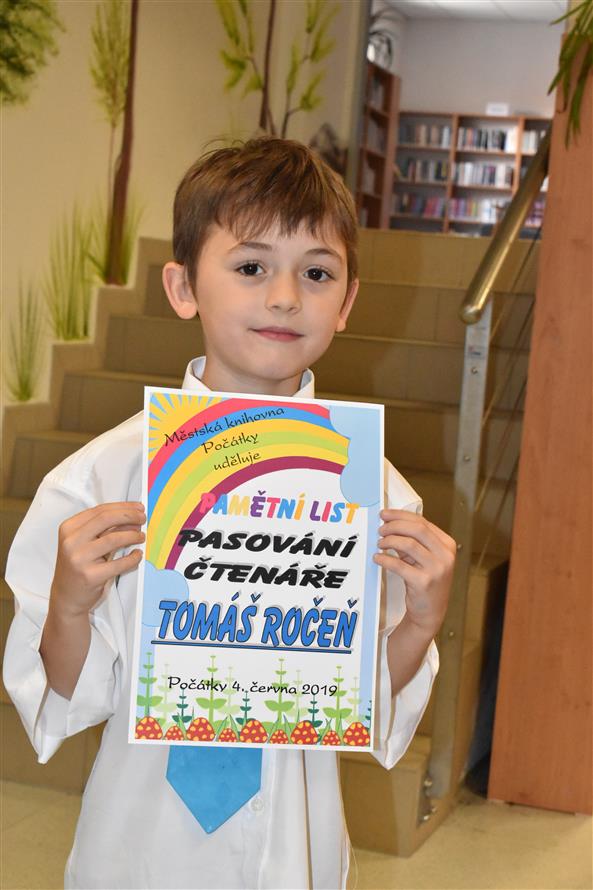 Městská knihovna
Počátky
uděluje
PAMĚTNÍ LIST
PASOVÁNÍ
ČTENÁŘE
TOMÁŠ ROČEŇ
Počátky 4. června 2019